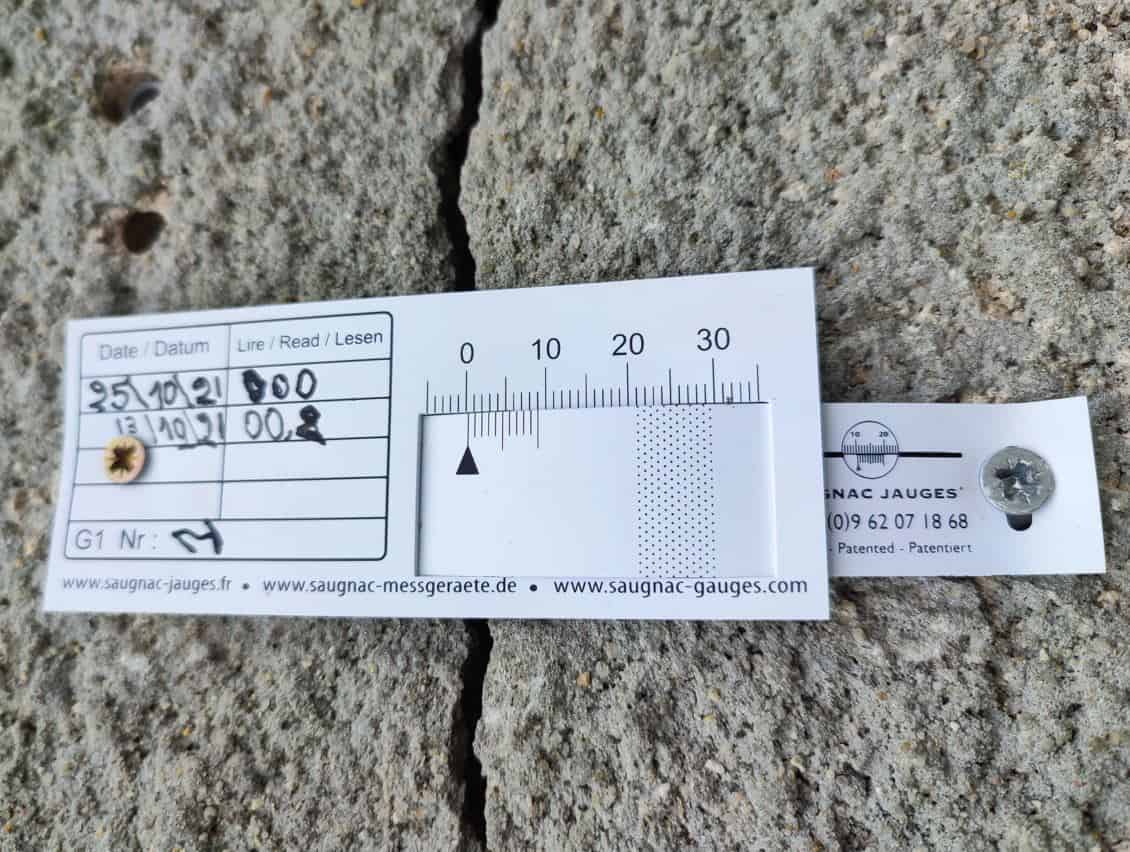 Date / Datum Lire / Read / Lesen
25\10\21 000
13\10\21 00,8
G1 Nr :
www.saugnac-jauges.fr • www.saugnac-messgeraete.de • www.saugnac-gauges.com
0 10 20 30
10 20
GNAC JAUGES
(0)9 62 07 18 68
- Patented - Patentiert